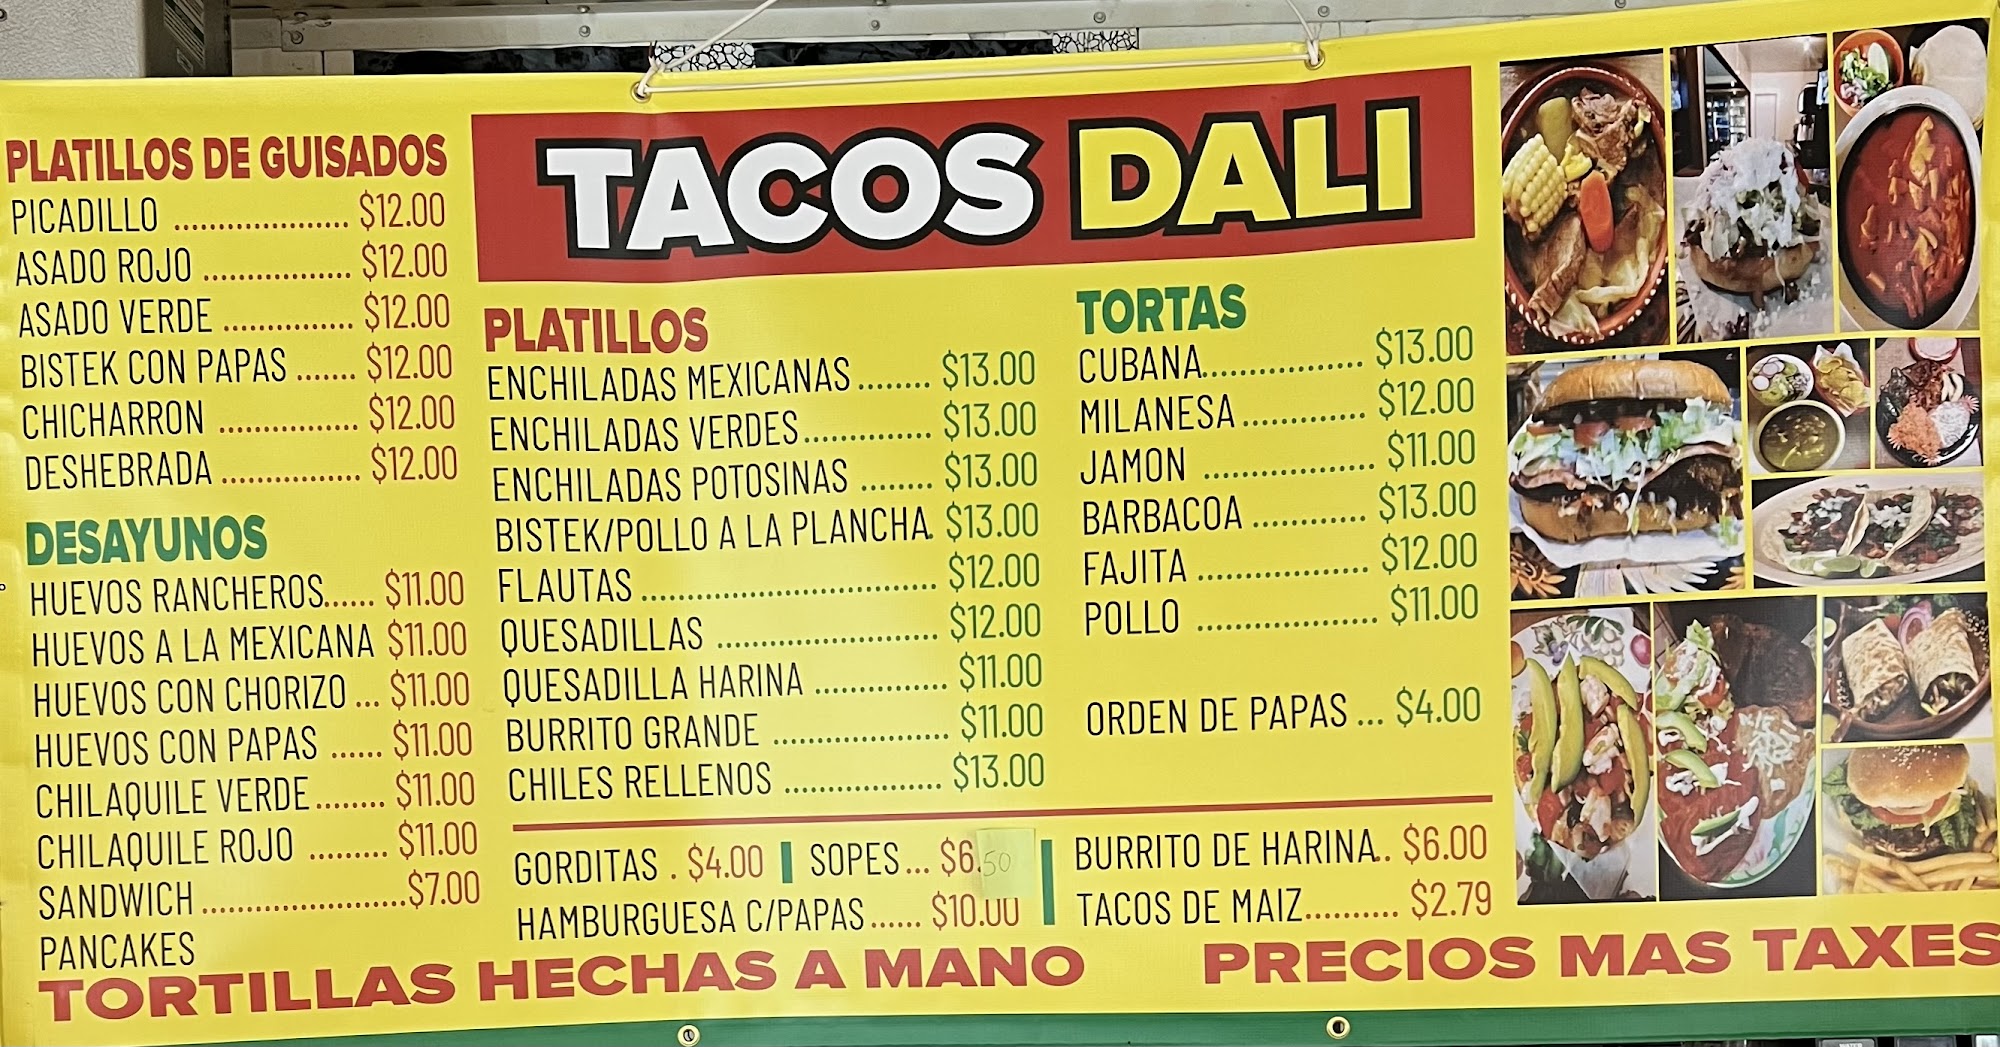 TACOS DALI
PLATILLOS DE GUISADOS
PICADILLO .................... $12.00
ASADO ROJO ................. $12.00
ASADO VERDE ............... $12.00
BISTEK CON PAPAS ....... $12.00
CHICHARRON ................ $12.00
DESHEBRADA ................ $12.00
DESAYUNOS
HUEVOS RANCHEROS...... $11.00
HUEVOS A LA MEXICANA $11.00
HUEVOS CON CHORIZO ... $11.00
HUEVOS CON PAPAS ...... $11.00
CHILAQUILE VERDE........ $11.00
CHILAQUILE ROJO ......... $11.00
SANDWICH........................$7.00
PANCAKES
PLATILLOS
ENCHILADAS MEXICANAS........ $13.00
ENCHILADAS VERDES.............. $13.00
ENCHILADAS POTOSINAS ........ $13.00
BISTEK/POLLO A LA PLANCHA. $13.00
FLAUTAS ................................. $12.00
QUESADILLAS ......................... $12.00
QUESADILLA HARINA ............... $11.00
BURRITO GRANDE .................... $11.00
CHILES RELLENOS .................. $13.00
TORTAS
CUBANA.................. $13.00
MILANESA.............. $12.00
JAMON .................... $11.00
BARBACOA ............. $13.00
FAJITA .................... $12.00
POLLO ..................... $11.00
ORDEN DE PAPAS ... $4.00
GORDITAS . $4.00 | SOPES... $6.50
HAMBURGUESA C/PAPAS...... $10.00
BURRITO DE HARINA.. $6.00
TACOS DE MAIZ.......... $2.79
TORTILLAS HECHAS A MANO
PRECIOS MAS TAXES